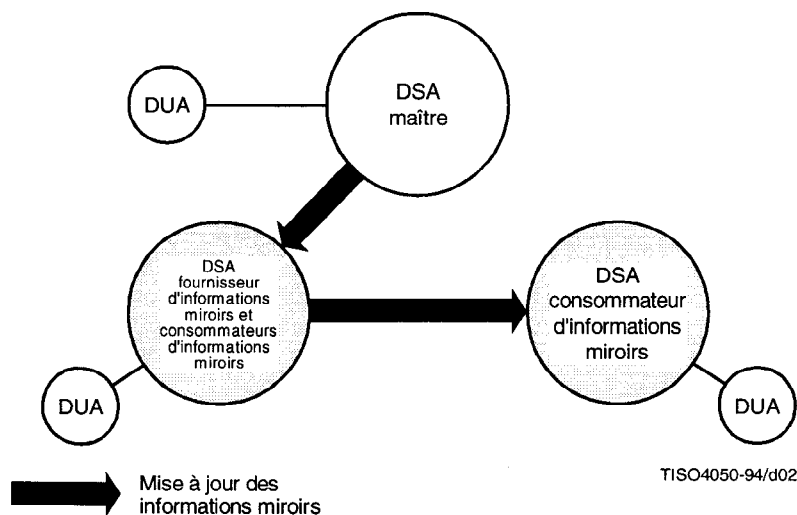 DUA
DSA
maître
DSA
fournisseur
d'informations
miroirs et
consommateurs
d'informations
miroirs
DSA
consommateur
d'informations
miroirs
DUA
DUA
TISO4050-94/d02
Mise à jour des
informations miroirs